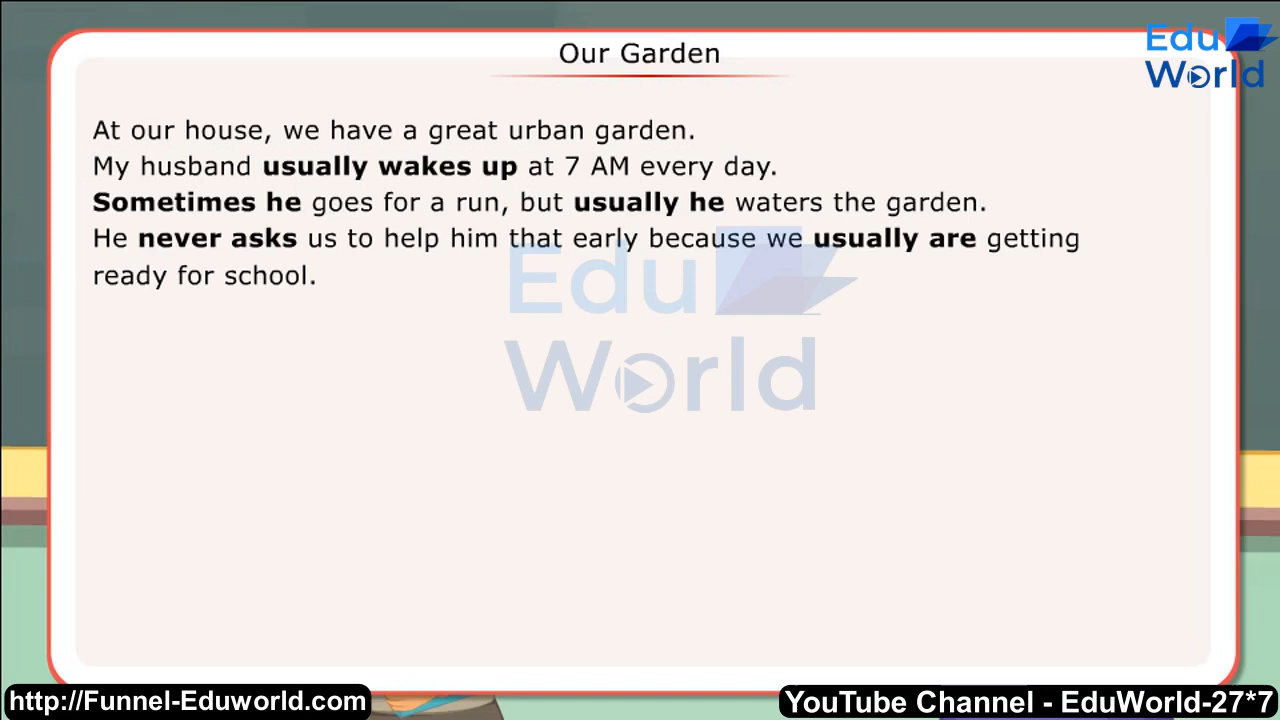 Our Garden
Edu
World
At our house, we have a great urban garden.
My husband usually wakes up at 7 AM every day.
Sometimes he goes for a run, but usually he waters the garden.
He never asks us to help him that early because we usually are getting
ready for school.
Edu
World
http://Funnel-Eduworld.com
YouTube Channel - EduWorld-27*7